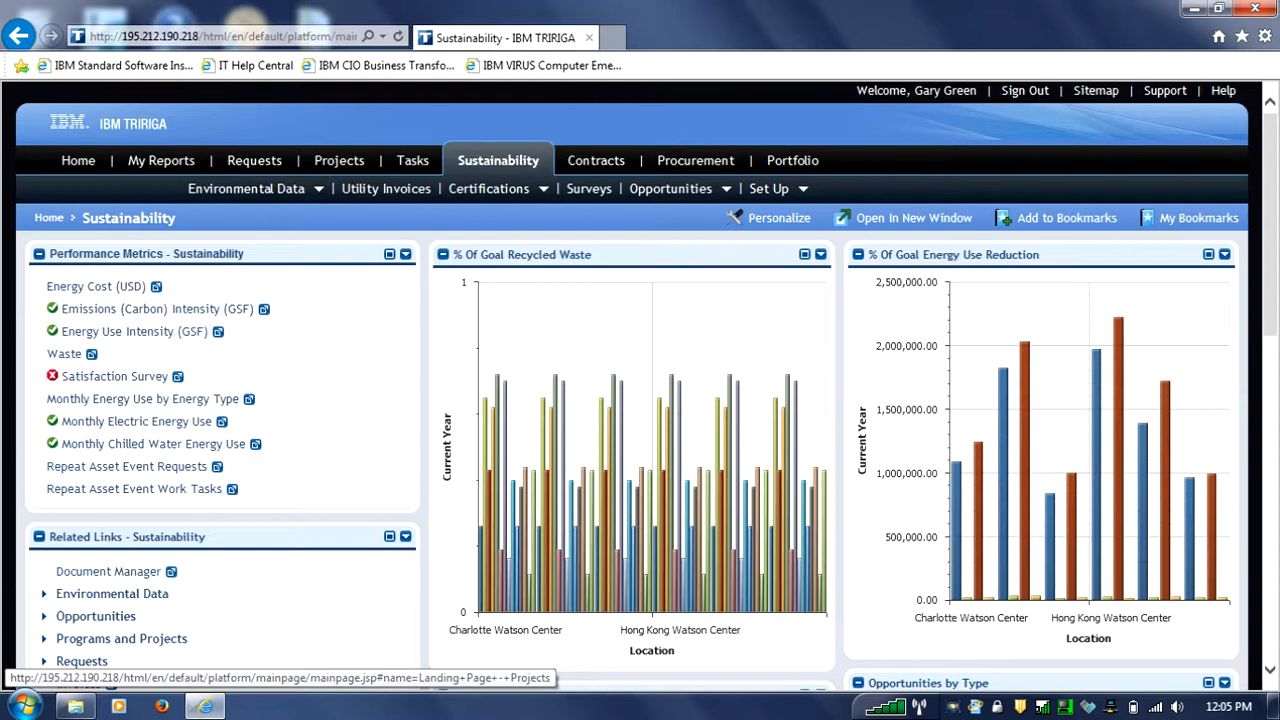 http://195.212.190.218/html/en/default/platform/mair
Sustainability - IBM TRIRIGA
IBM Standard Software Ins...
IT Help Central
IBM CIO Business Transfo...
IBM VIRUS Computer Eme...
Welcome, Gary Green
Sign Out
Sitemap
Support
Help
IBM. IBM TRIRIGA
Home
My Reports
Requests
Projects
Tasks
Sustainability
Contracts
Procurement
Portfolio
Environmental Data
Utility Invoices
Certifications
Surveys
Opportunities
Set Up
Home > Sustainability
Personalize
Open In New Window
Add to Bookmarks
My Bookmarks
Performance Metrics - Sustainability
Energy Cost (USD)
Emissions (Carbon) Intensity (GSF)
Energy Use Intensity (GSF)
Waste
Satisfaction Survey
Monthly Energy Use by Energy Type
Monthly Electric Energy Use
Monthly Chilled Water Energy Use
Repeat Asset Event Requests
Repeat Asset Event Work Tasks
Related Links - Sustainability
Document Manager
Environmental Data
Opportunities
Programs and Projects
Requests
% Of Goal Recycled Waste
1
Current Year
0
Charlotte Watson Center
Hong Kong Watson Center
Location
% Of Goal Energy Use Reduction
2,500,000.00
2,000,000.00
1,500,000.00
1,000,000.00
500,000.00
0.00
Current Year
Charlotte Watson Center
Hong Kong Watson Center
Location
Opportunities by Type
http://195.212.190.218/html/en/default/platform/mainpage/mainpage.jsp#name=Landing+Page+-+Projects
12:05 PM